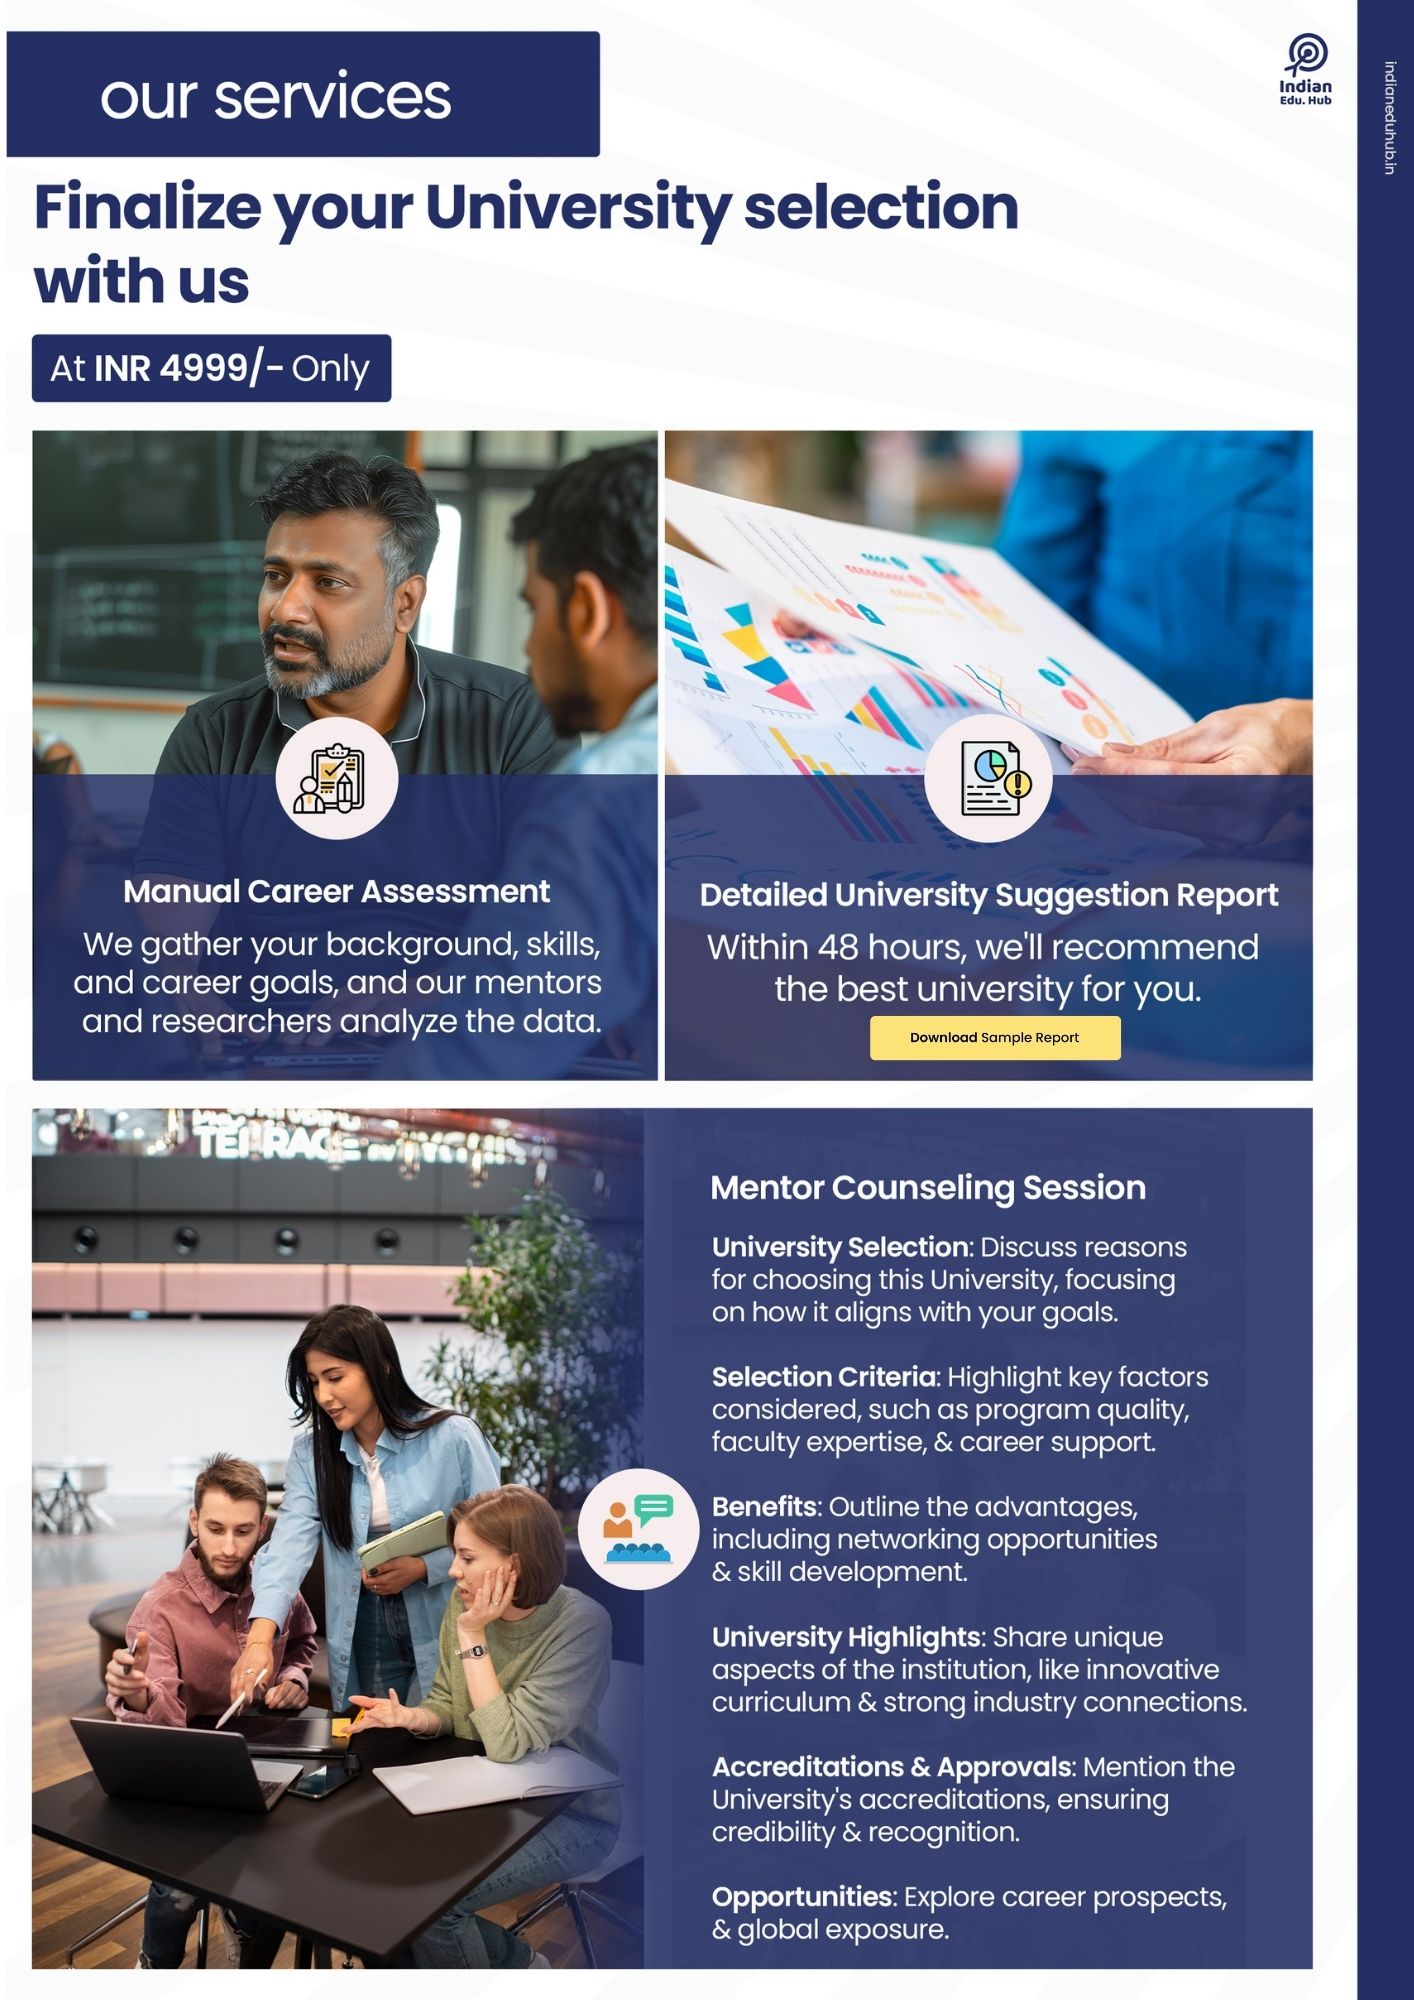 our services
Indian
Edu. Hub
indianeduhub.in
Finalize your University selection
with us
At INR 4999/- Only
Manual Career Assessment
We gather your background, skills,
and career goals, and our mentors
and researchers analyze the data.
Detailed University Suggestion Report
Within 48 hours, we'll recommend
the best university for you.
Download Sample Report
Mentor Counseling Session
University Selection: Discuss reasons
for choosing this University, focusing
on how it aligns with your goals.
Selection Criteria: Highlight key factors
considered, such as program quality,
faculty expertise, & career support.
Benefits: Outline the advantages,
including networking opportunities
& skill development.
University Highlights: Share unique
aspects of the institution, like innovative
curriculum & strong industry connections.
Accreditations & Approvals: Mention the
University's accreditations, ensuring
credibility & recognition.
Opportunities: Explore career prospects,
& global exposure.